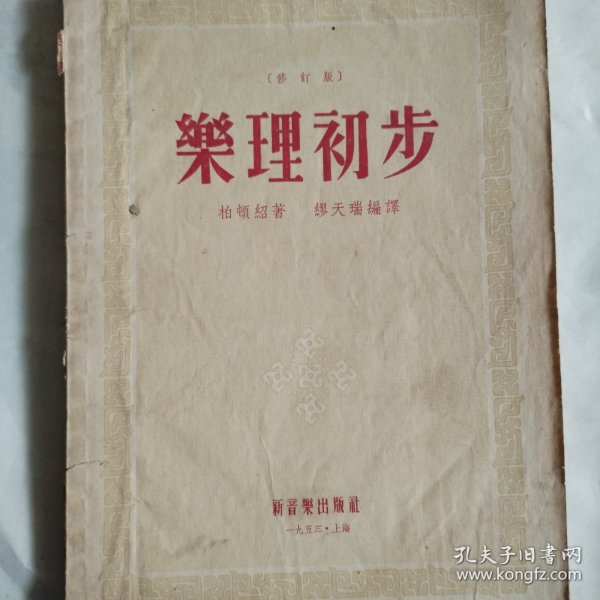 〔修訂版〕
樂理初步
柏頓紹著 繆天瑞編譯
新音樂出版社
一九五三·上海
孔夫子旧書网
www.kongfz.com